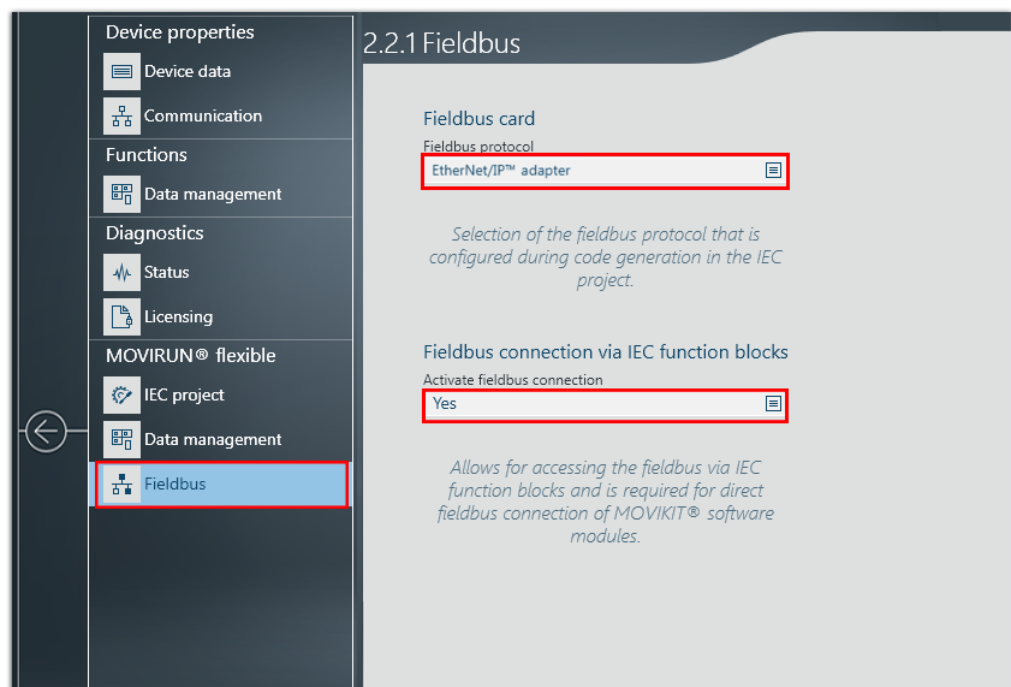 Device properties
Device data
Communication
Functions
Data management
Diagnostics
Status
Licensing
MOVIRUN® flexible
IEC project
Data management
Fieldbus
2.2.1 Fieldbus
Fieldbus card
Fieldbus protocol
EtherNet/IP™ adapter
Selection of the fieldbus protocol that is
configured during code generation in the IEC
project.
Fieldbus connection via IEC function blocks
Activate fieldbus connection
Yes
Allows for accessing the fieldbus via IEC
function blocks and is required for direct
fieldbus connection of MOVIKIT® software
modules.